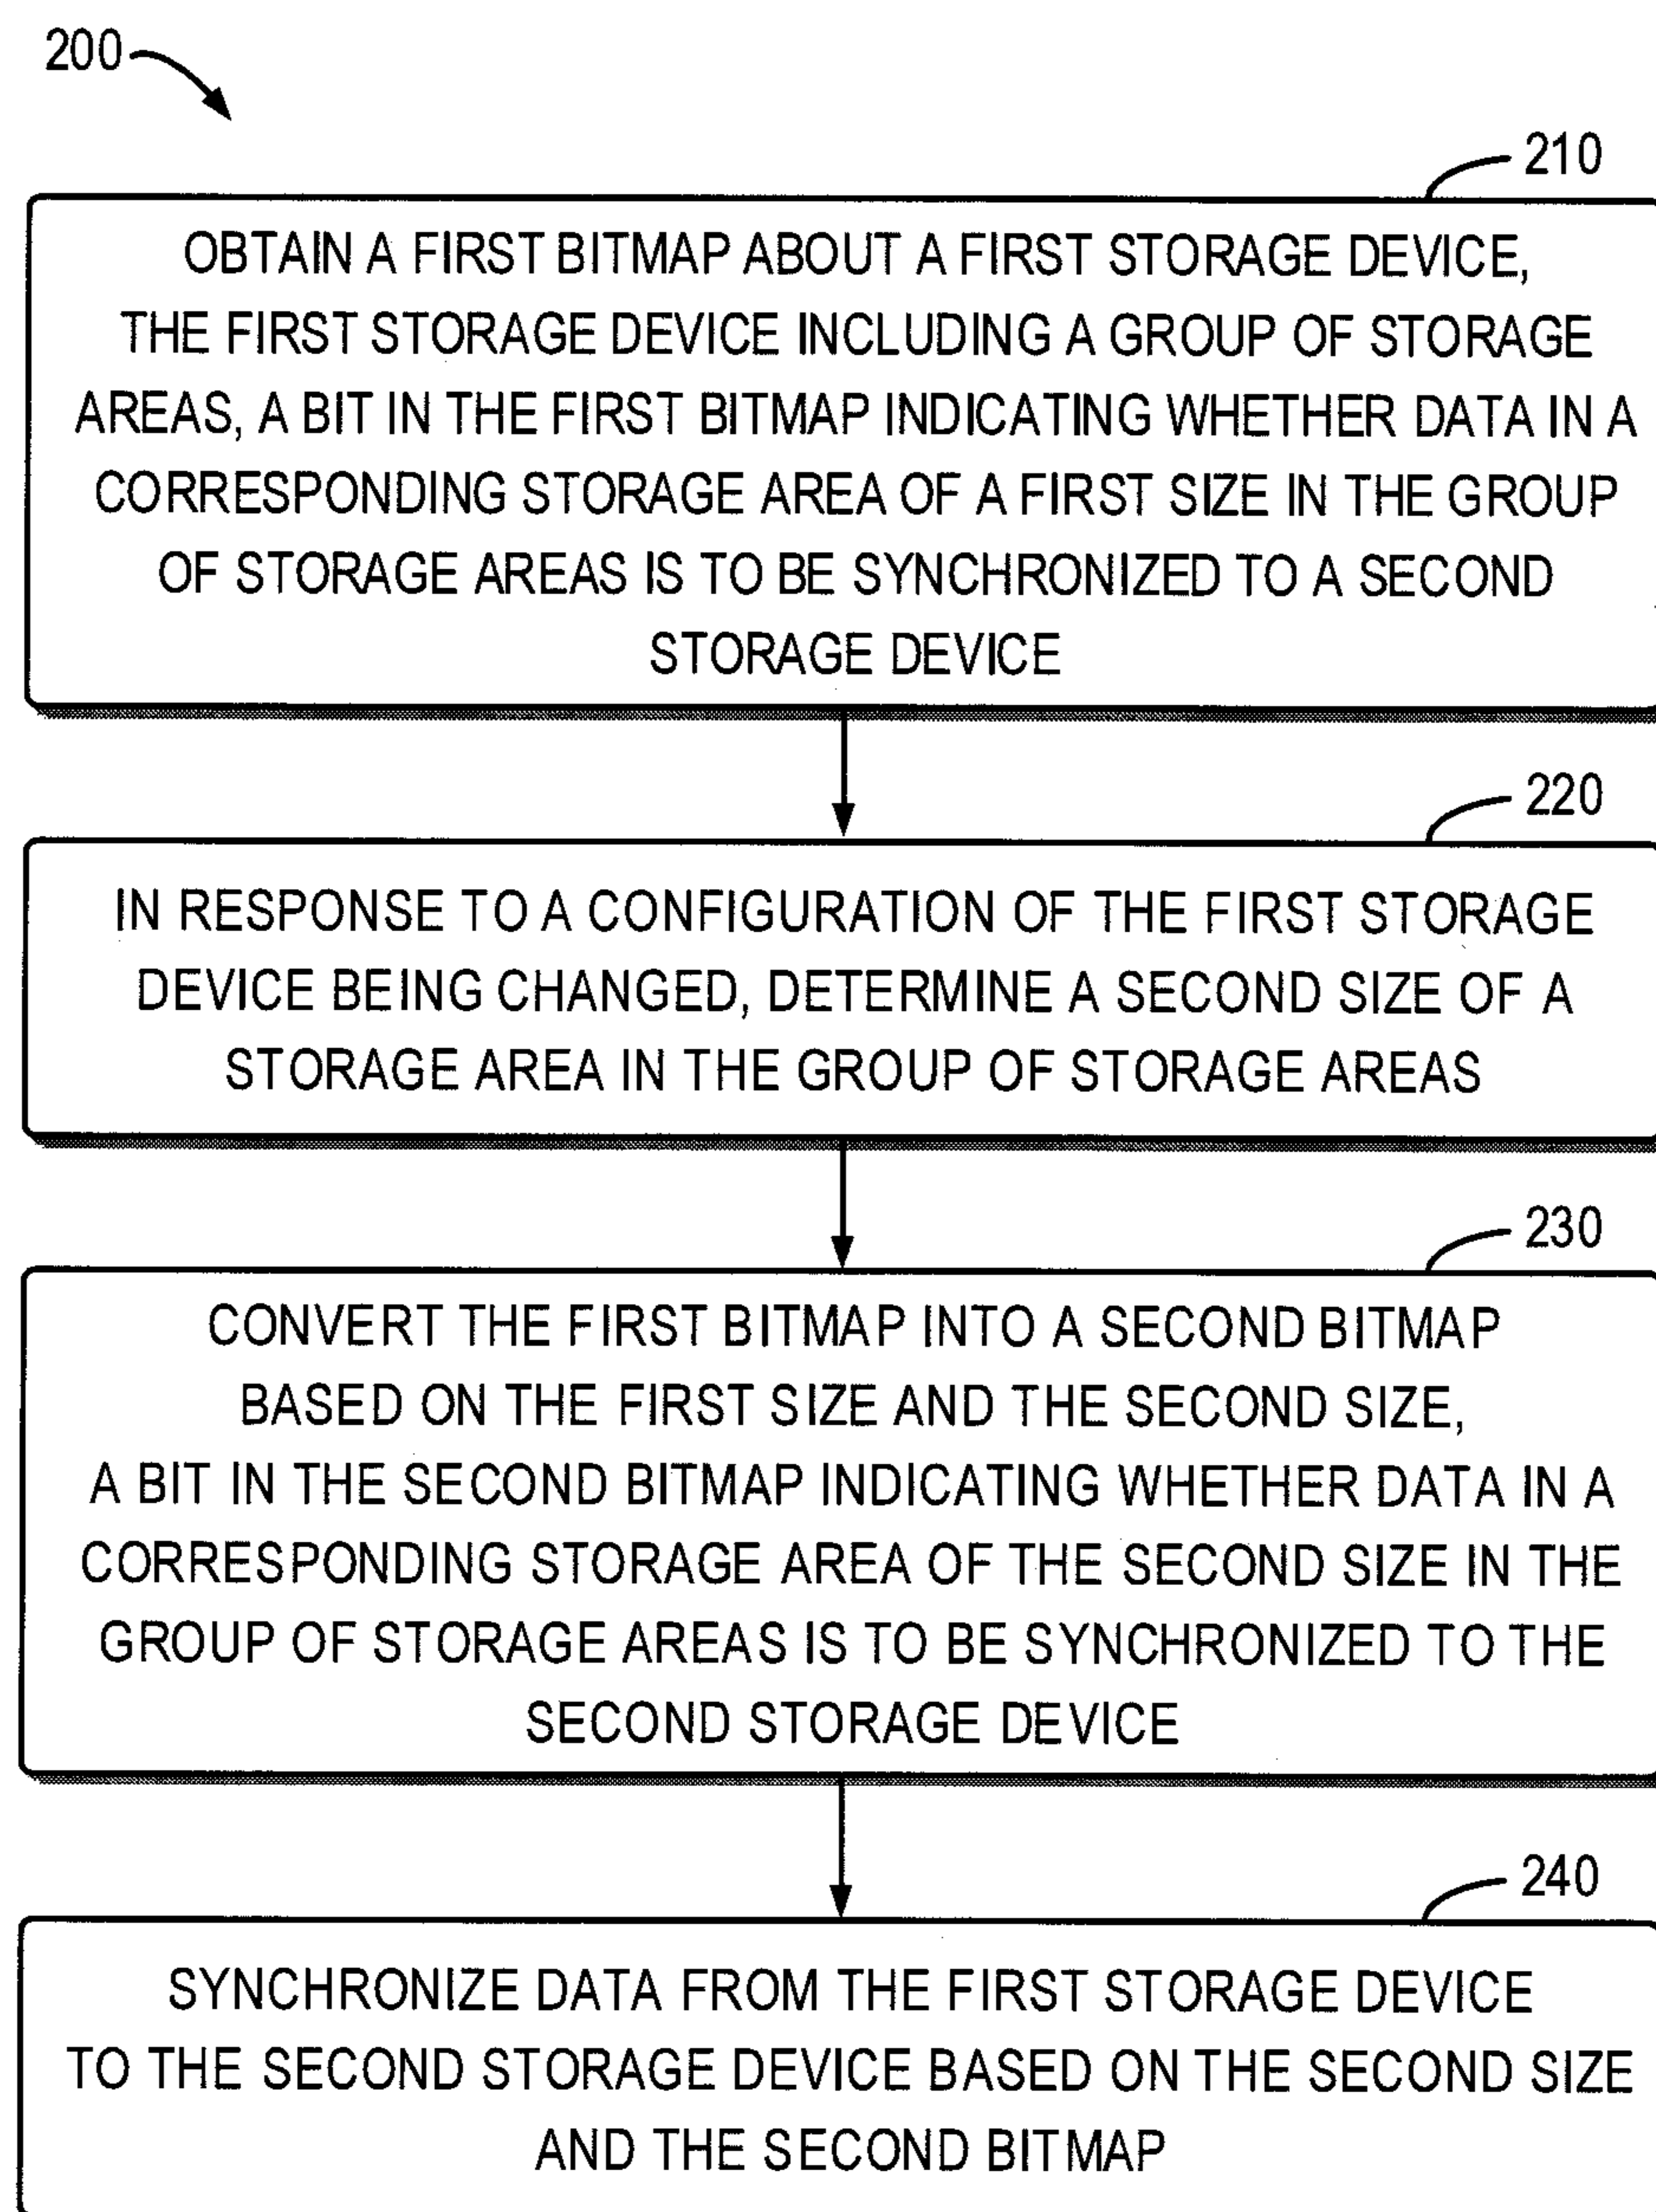 200
210
OBTAIN A FIRST BITMAP ABOUT A FIRST STORAGE DEVICE,
THE FIRST STORAGE DEVICE INCLUDING A GROUP OF STORAGE
AREAS, A BIT IN THE FIRST BITMAP INDICATING WHETHER DATA IN A
CORRESPONDING STORAGE AREA OF A FIRST SIZE IN THE GROUP
OF STORAGE AREAS IS TO BE SYNCHRONIZED TO A SECOND
STORAGE DEVICE
220
IN RESPONSE TO A CONFIGURATION OF THE FIRST STORAGE
DEVICE BEING CHANGED, DETERMINE A SECOND SIZE OF A
STORAGE AREA IN THE GROUP OF STORAGE AREAS
230
CONVERT THE FIRST BITMAP INTO A SECOND BITMAP
BASED ON THE FIRST SIZE AND THE SECOND SIZE,
A BIT IN THE SECOND BITMAP INDICATING WHETHER DATA IN A
CORRESPONDING STORAGE AREA OF THE SECOND SIZE IN THE
GROUP OF STORAGE AREAS IS TO BE SYNCHRONIZED TO THE
SECOND STORAGE DEVICE
240
SYNCHRONIZE DATA FROM THE FIRST STORAGE DEVICE
TO THE SECOND STORAGE DEVICE BASED ON THE SECOND SIZE
AND THE SECOND BITMAP